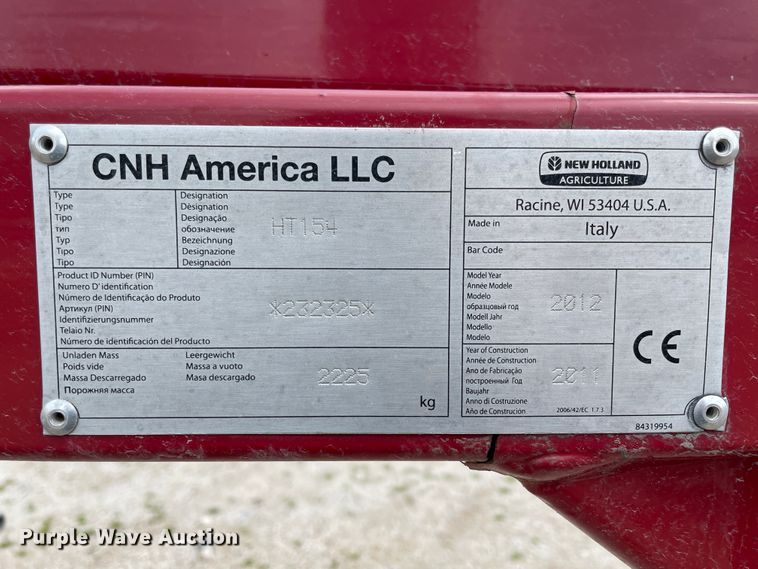 CNH America LLC
Type Designation
Type Dèsignation
Tipo Designação
тип обозначение HT154
Typ Bezeichnung
Tipo Designazione
Tipo Designación
Product ID Number (PIN)
Numero D' identification
Número de Identificação do Produto
Артикул (PIN) *232325*
Identifizierungsnummer
Telaio Nr.
Número de identificación del Producto
Unladen Mass Leergewicht
Poids vide Massa a vuoto
Massa Descarregado Masa descargado 2225
Порожняя масса kg
NEW HOLLAND
AGRICULTURE
Racine, WI 53404 U.S.A.
Made in Italy
Bar Code
Model Year
Année Modele
Modelo
образцовый год 2012
Modell Jahr
Modello
Modelo
Year of Construction
Année de Construction
Ano de Fabricação
построенный Год 2011
Baujahr
Anno di Costruzione
Año de Construción
2006/42/EC 1.7.3.
CE
84319954
Purple Wave Auction